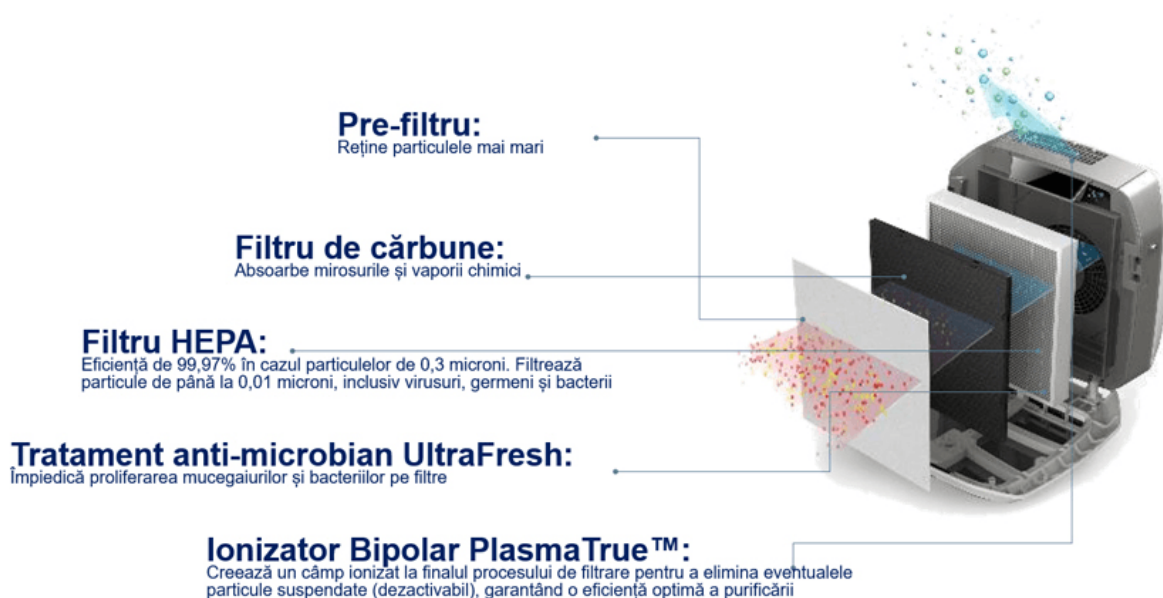 Pre-filtru:
Reține particulele mai mari
Filtru de cărbune:
Absoarbe mirosurile și vaporii chimici
Filtru HEPA:
Eficiență de 99,97% în cazul particulelor de 0,3 microni. Filtrează
particule de până la 0,01 microni, inclusiv virusuri, germeni și bacterii
Tratament anti-microbian UltraFresh:
Împiedică proliferarea mucegaiurilor și bacteriilor pe filtre
Ionizator Bipolar PlasmaTrue™:
Creează un câmp ionizat la finalul procesului de filtrare pentru a elimina eventualele
particule suspendate (dezactivabil), garantând o eficiență optimă a purificării